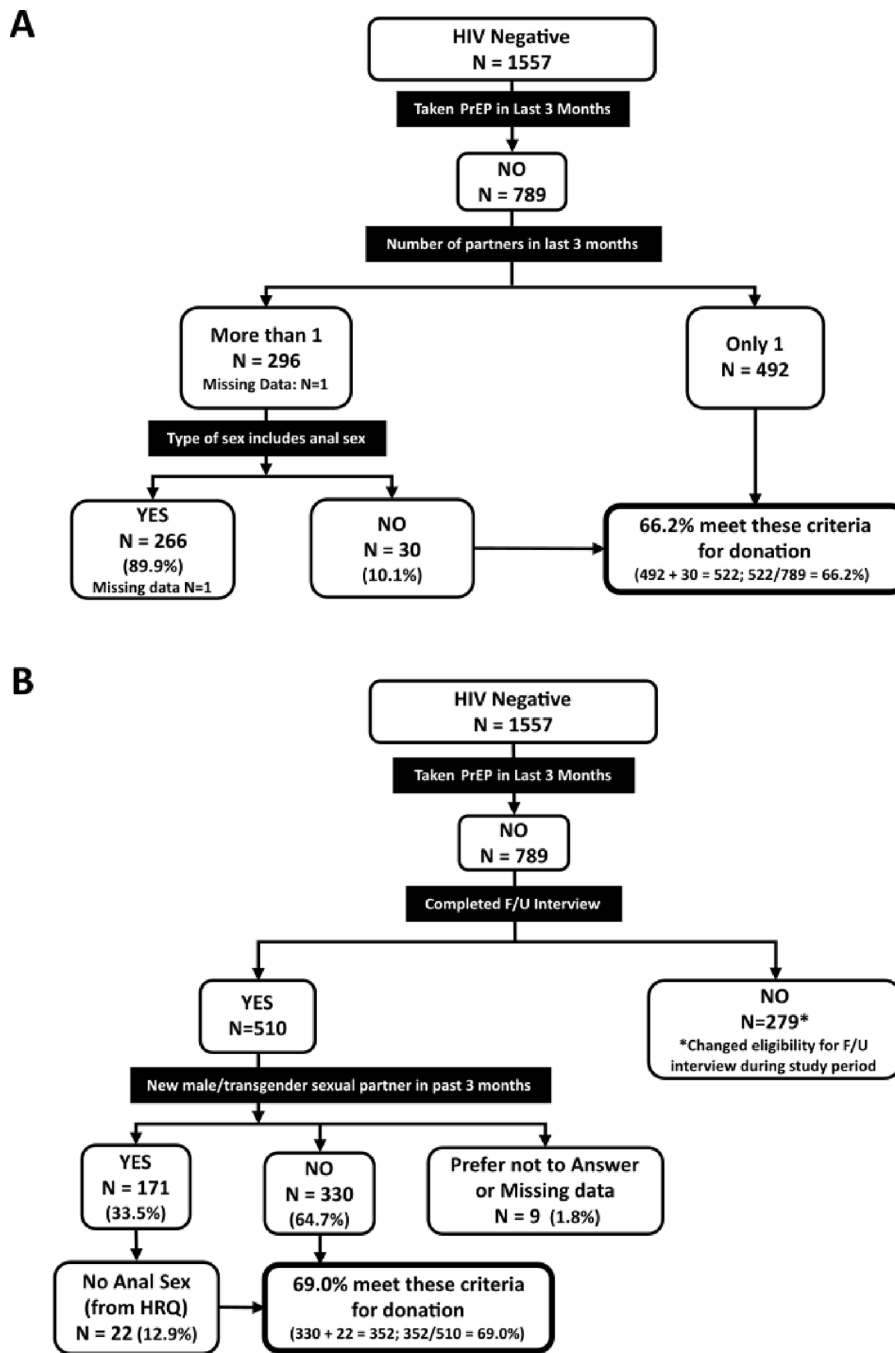 A
HIV Negative
N = 1557
Taken PrEP in Last 3 Months
NO
N = 789
Number of partners in last 3 months
More than 1
N = 296
Missing Data: N=1
Only 1
N = 492
Type of sex includes anal sex
YES
N = 266
(89.9%)
Missing data N=1
NO
N = 30
(10.1%)
66.2% meet these criteria
for donation
(492 + 30 = 522; 522/789 = 66.2%)
B
HIV Negative
N = 1557
Taken PrEP in Last 3 Months
NO
N = 789
Completed F/U Interview
YES
N=510
NO
N=279*
*Changed eligibility for F/U
interview during study period
New male/transgender sexual partner in past 3 months
YES
N = 171
(33.5%)
NO
N = 330
(64.7%)
Prefer not to Answer
or Missing data
N = 9 (1.8%)
No Anal Sex
(from HRQ)
N = 22 (12.9%)
69.0% meet these criteria
for donation
(330 + 22 = 352; 352/510 = 69.0%)